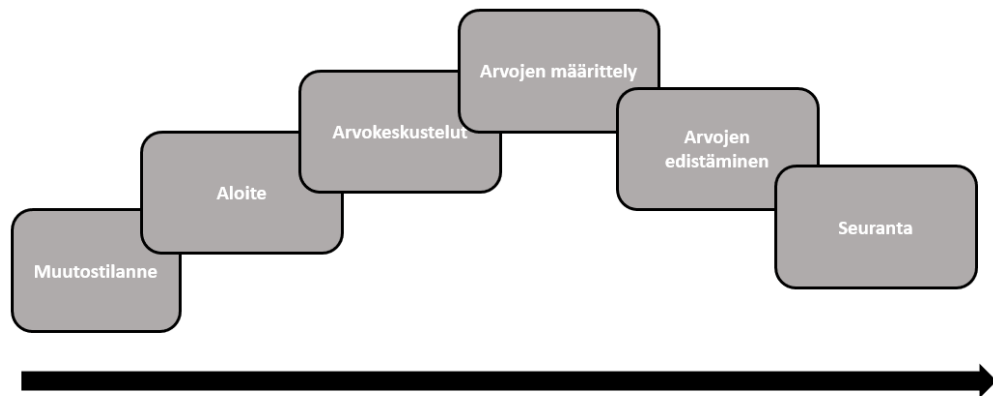 Muutostilanne
Aloite
Arvokeskustelut
Arvojen määrittely
Arvojen
edistäminen
Seuranta